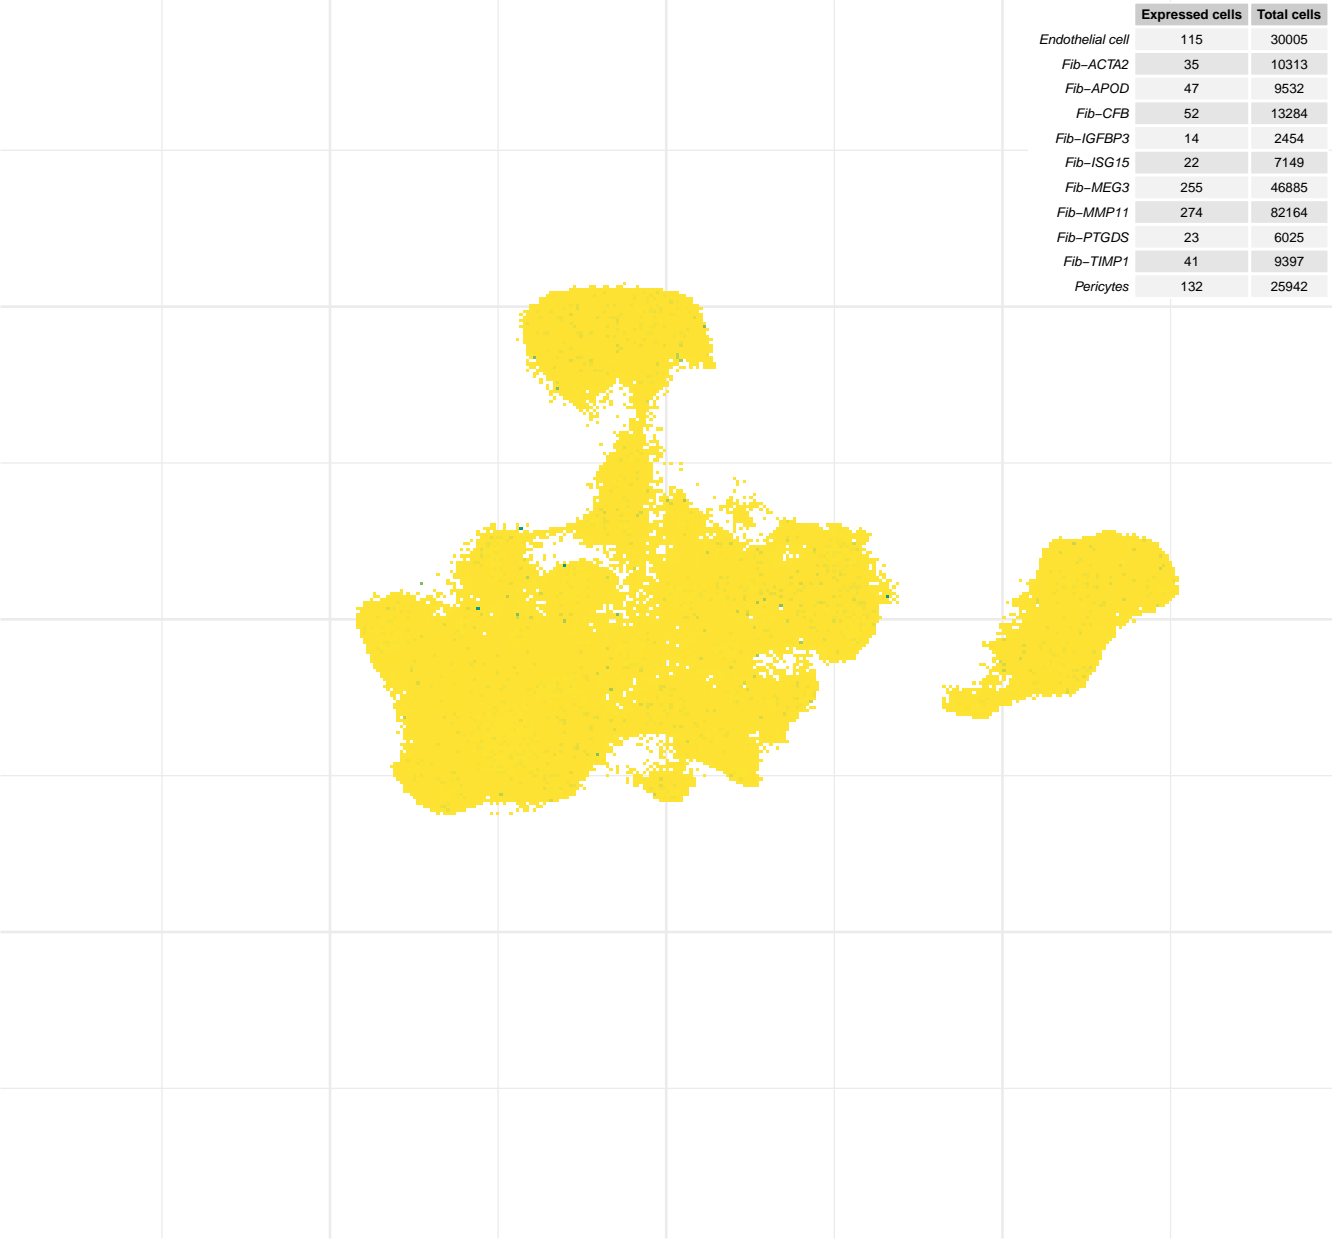 Expressed cells Total cells
Endothelial cell 115 30005
Fib−ACTA2 35 10313
Fib−APOD 47 9532
Fib−CFB 52 13284
Fib−IGFBP3 14 2454
Fib−ISG15 22 7149
Fib−MEG3 255 46885
Fib−MMP11 274 82164
Fib−PTGDS 23 6025
Fib−TIMP1 41 9397
Pericytes 132 25942